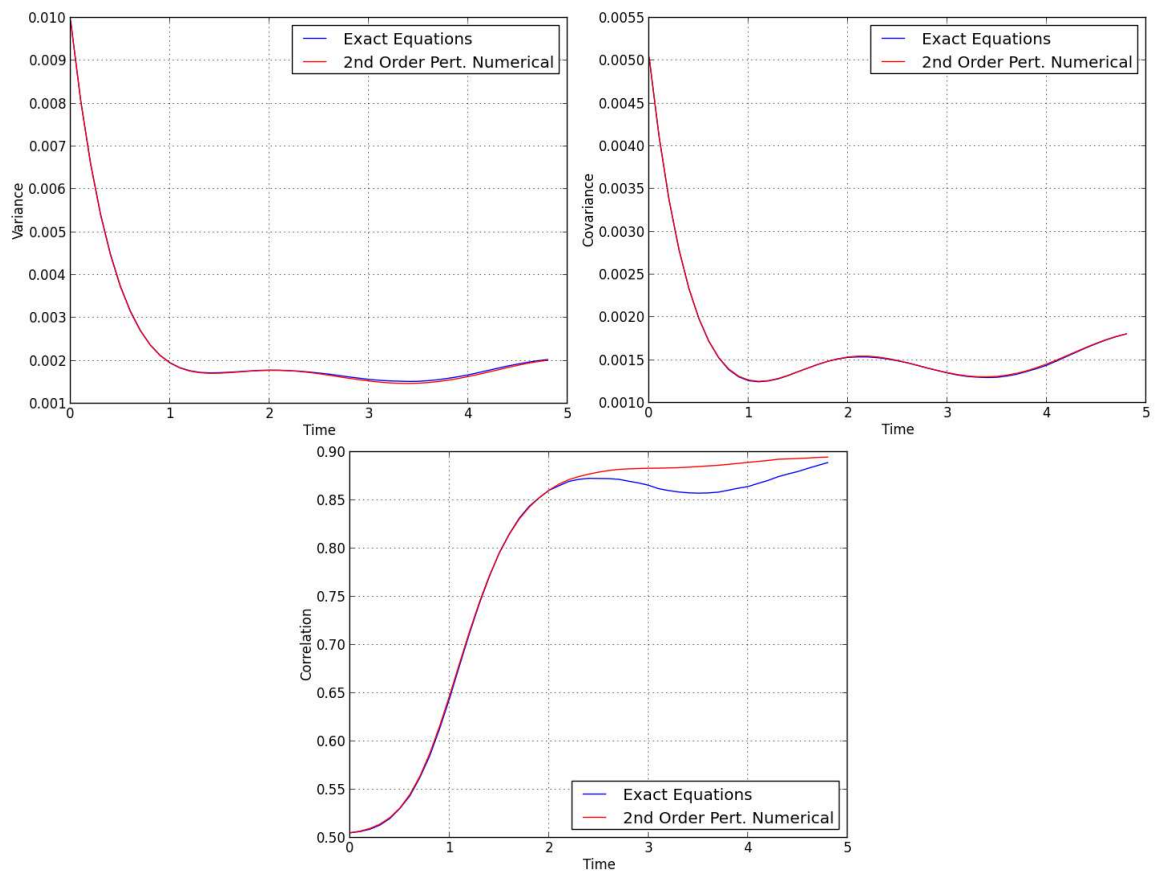 0.010
0.009
0.008
0.007
0.006
0.005
0.004
0.003
0.002
0.001
Variance
0 1 2 3 4 5
Time
Exact Equations
2nd Order Pert. Numerical
0.0055
0.0050
0.0045
0.0040
0.0035
0.0030
0.0025
0.0020
0.0015
0.0010
Covariance
0 1 2 3 4 5
Time
Exact Equations
2nd Order Pert. Numerical
0.90
0.85
0.80
0.75
0.70
0.65
0.60
0.55
0.50
Correlation
0 1 2 3 4 5
Time
Exact Equations
2nd Order Pert. Numerical